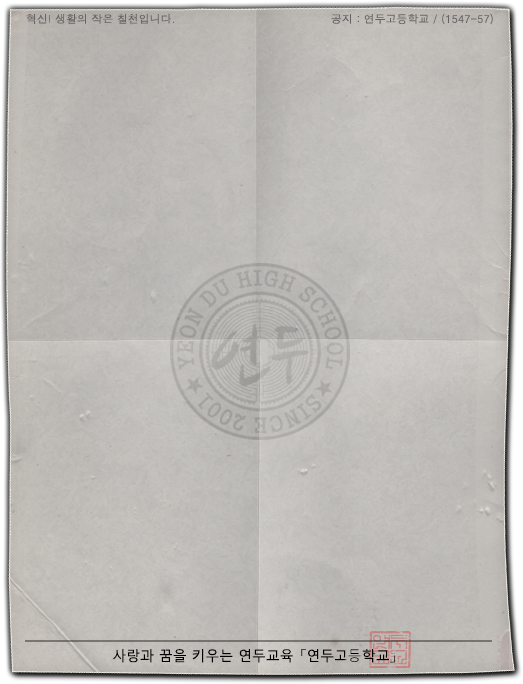 혁신! 생활의 작은 실천입니다.
공지 : 연두고등학교 / (1547-57)
YEON DU HIGH SCHOOL
연두
★ SINCE 2001 ★
사랑과 꿈을 키우는 연두교육 「연두고등학교」